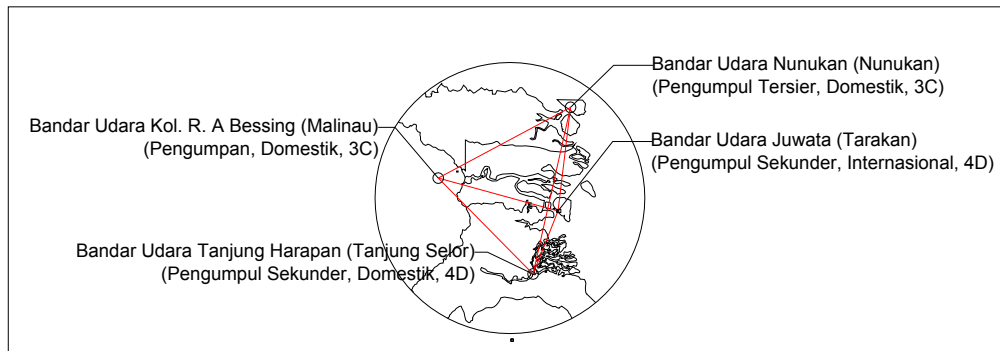 Bandar Udara Nunukan (Nunukan)
(Pengumpul Tersier, Domestik, 3C)
Bandar Udara Kol. R. A Bessing (Malinau)
(Pengumpan, Domestik, 3C)
Bandar Udara Juwata (Tarakan)
(Pengumpul Sekunder, Internasional, 4D)
Bandar Udara Tanjung Harapan (Tanjung Selor)
(Pengumpul Sekunder, Domestik, 4D)